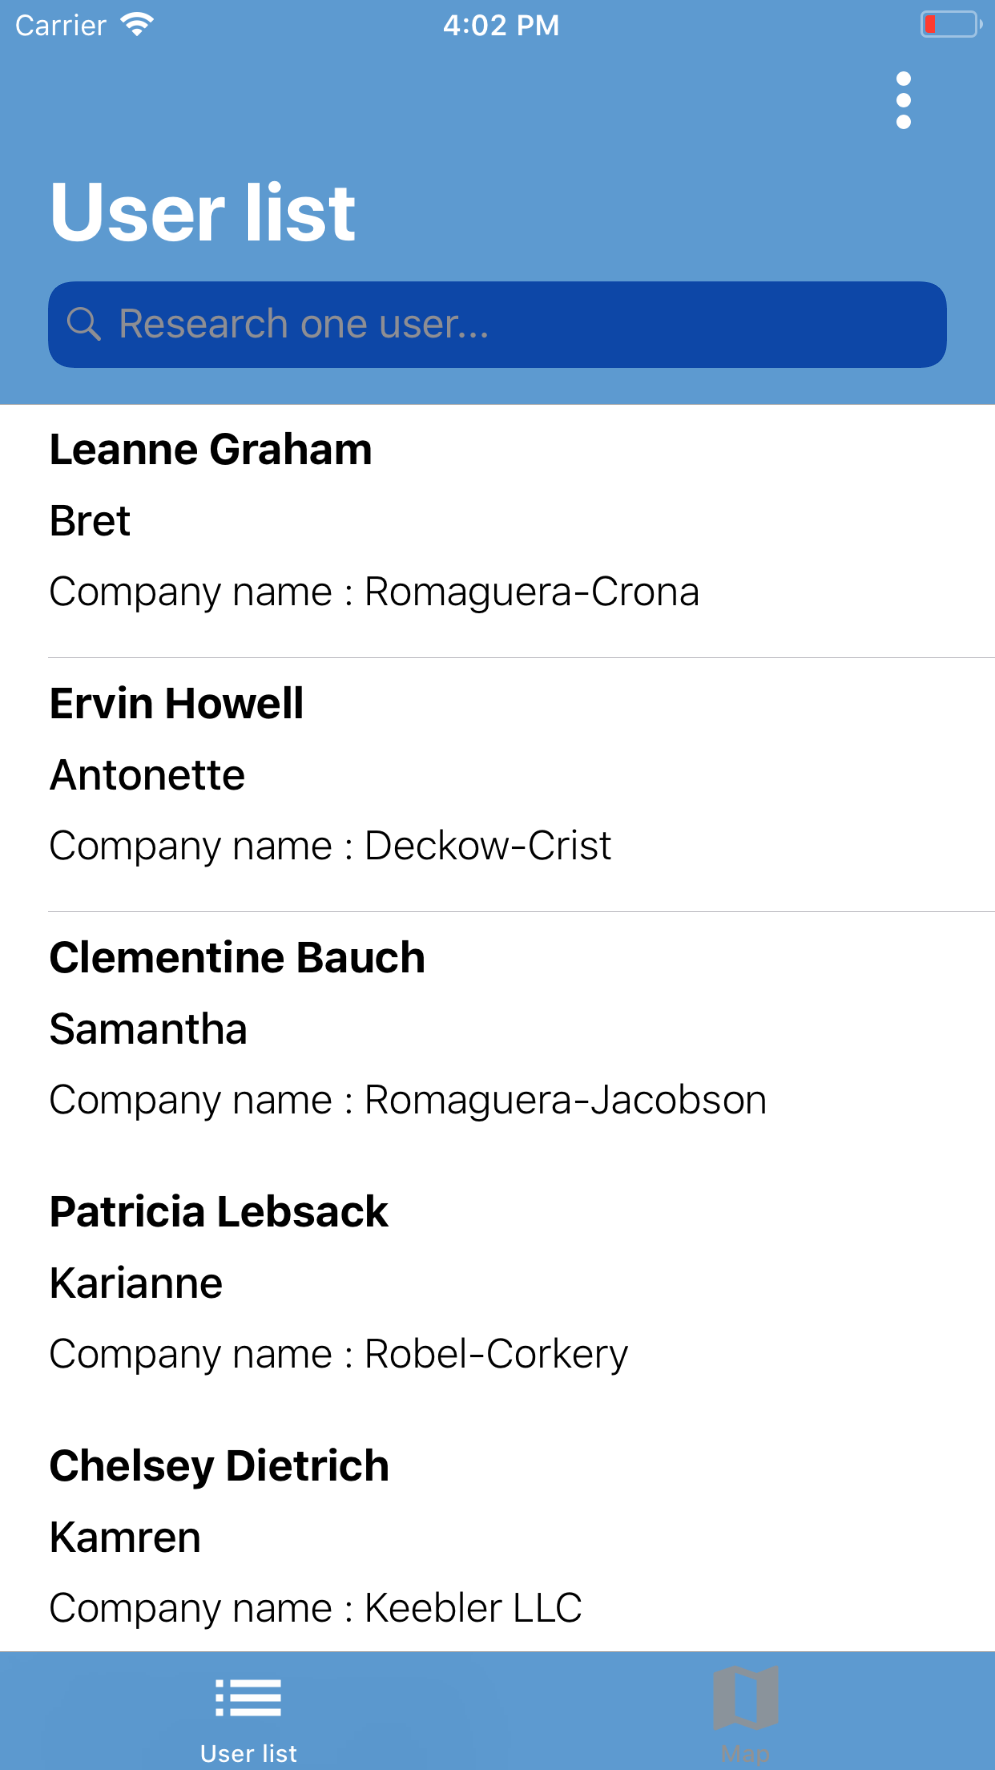 Carrier
4:02 PM
User list
Research one user...
Leanne Graham
Bret
Company name : Romaguera-Crona
Ervin Howell
Antonette
Company name : Deckow-Crist
Clementine Bauch
Samantha
Company name : Romaguera-Jacobson
Patricia Lebsack
Karianne
Company name : Robel-Corkery
Chelsey Dietrich
Kamren
Company name : Keebler LLC
User list
Map